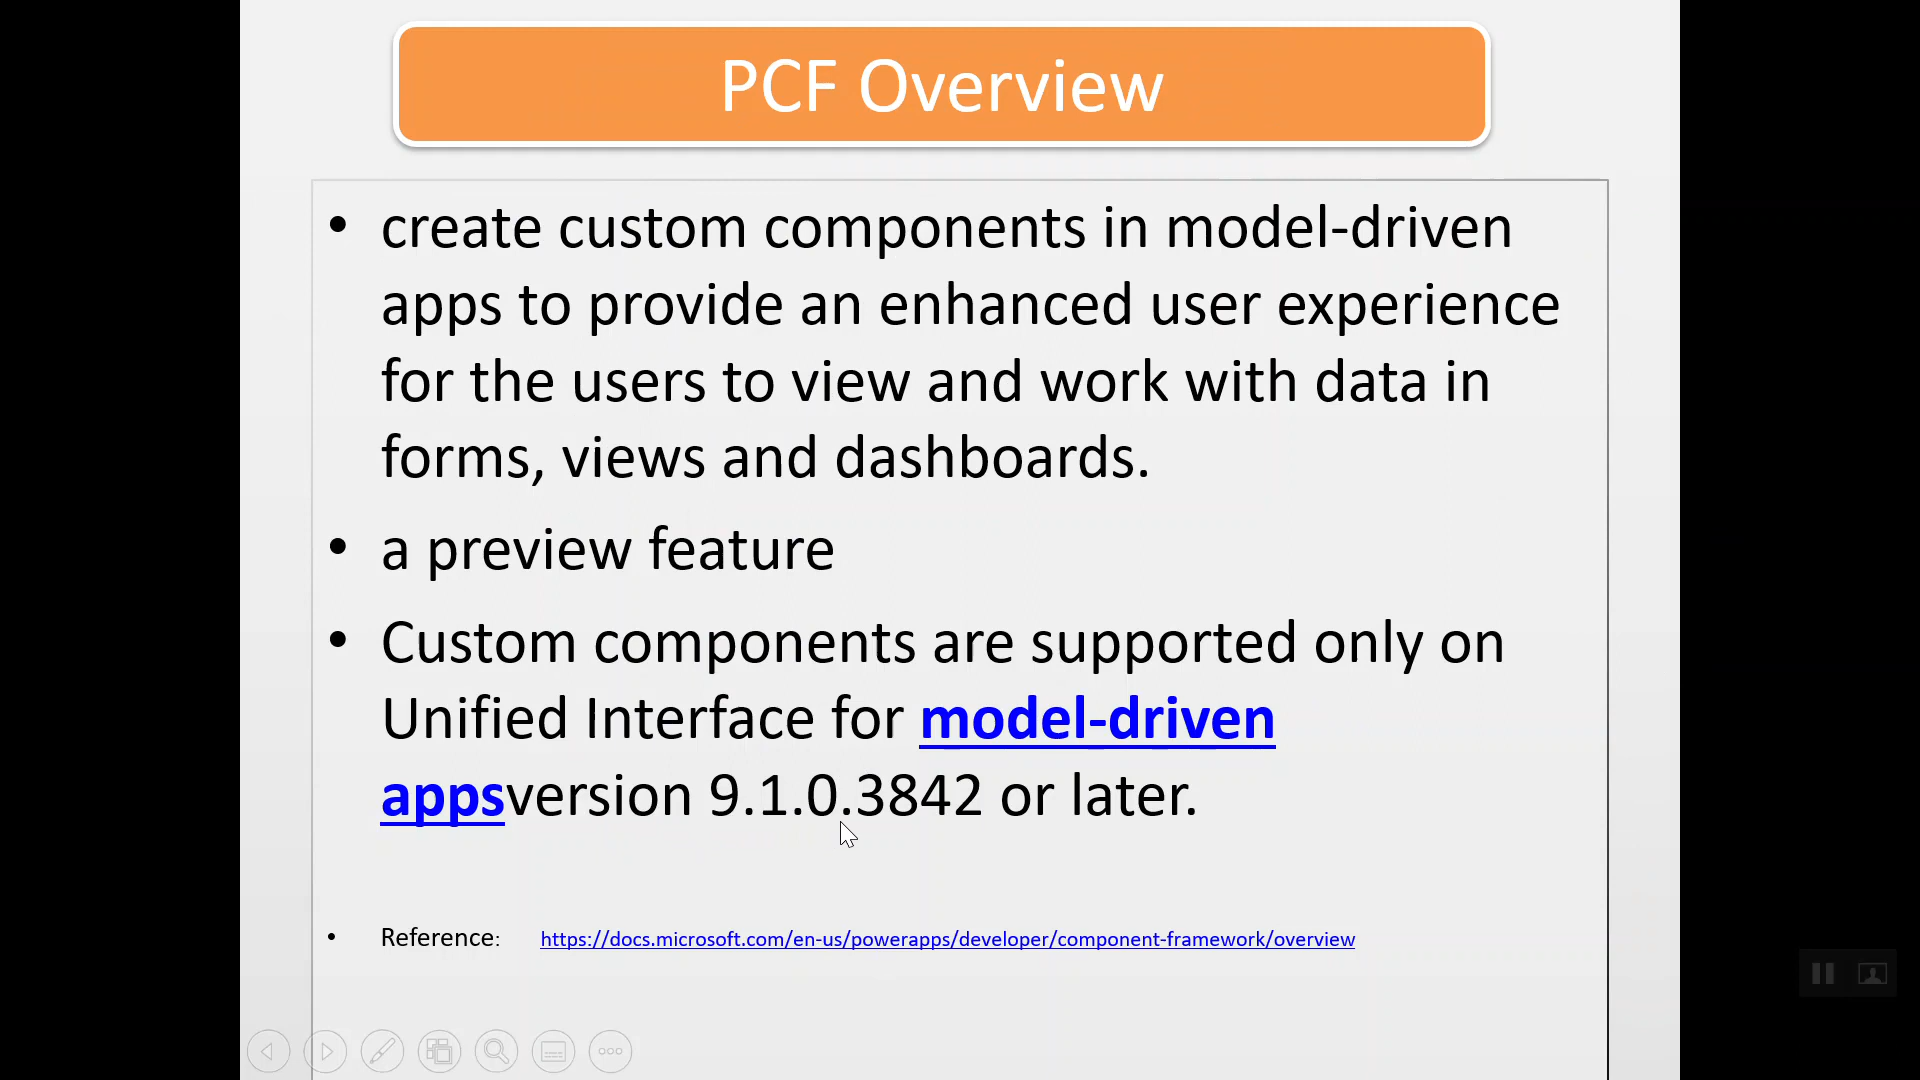 PCF Overview
• create custom components in model-driven
apps to provide an enhanced user experience
for the users to view and work with data in
forms, views and dashboards.
• a preview feature
• Custom components are supported only on
Unified Interface for model-driven
appsversion 9.1.0.3842 or later.
• Reference: https://docs.microsoft.com/en-us/powerapps/developer/component-framework/overview